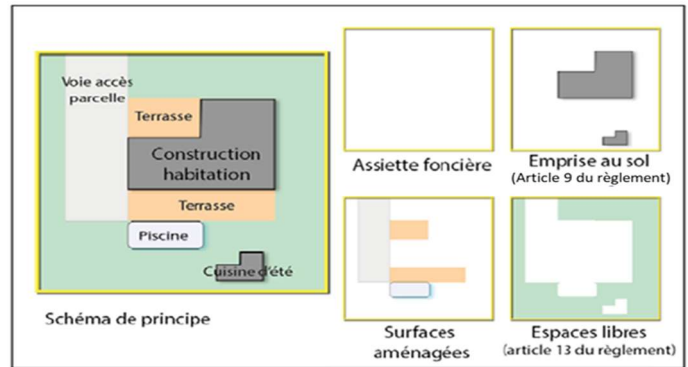 Voie accès
parcelle
Terrasse
Construction
habitation
Terrasse
Piscine
Cuisine d'été
Schéma de principe
Assiette foncière
Emprise au sol
(Article 9 du règlement)
Surfaces
aménagées
Espaces libres
(article 13 du règlement)